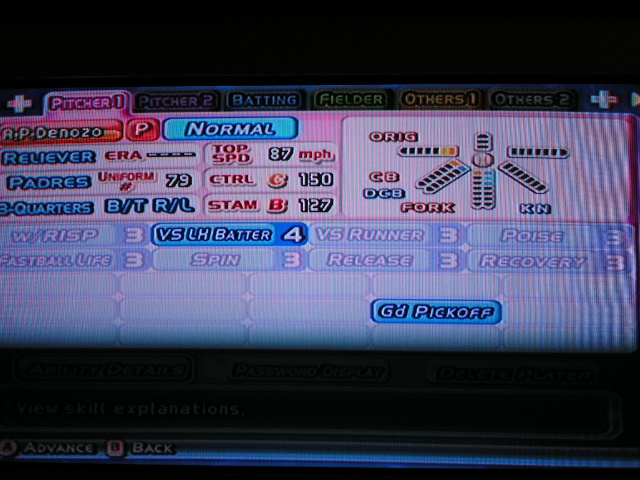 PITCHER 1 PITCHER 2 BATTING FIELDER OTHERS 1 OTHERS 2
R.P.Denozo P NORMAL
ORIG
RELIEVER ERA -.-- TOP SPD 87 mph
PADRES UNIFORM # 79 CTRL C 150
CB
DCB
3-QUARTERS B/T R/L STAM B 127
FORK KN
W/RISP 3 VS LH BATTER 4 VS RUNNER 3 POISE 3
FASTBALL LIFE 3 SPIN 3 RELEASE 3 RECOVERY 3
GD PICKOFF
ABILITY DETAILS PASSWORD DISPLAY DELETE PLAYER
View skill explanations.
A ADVANCE B BACK